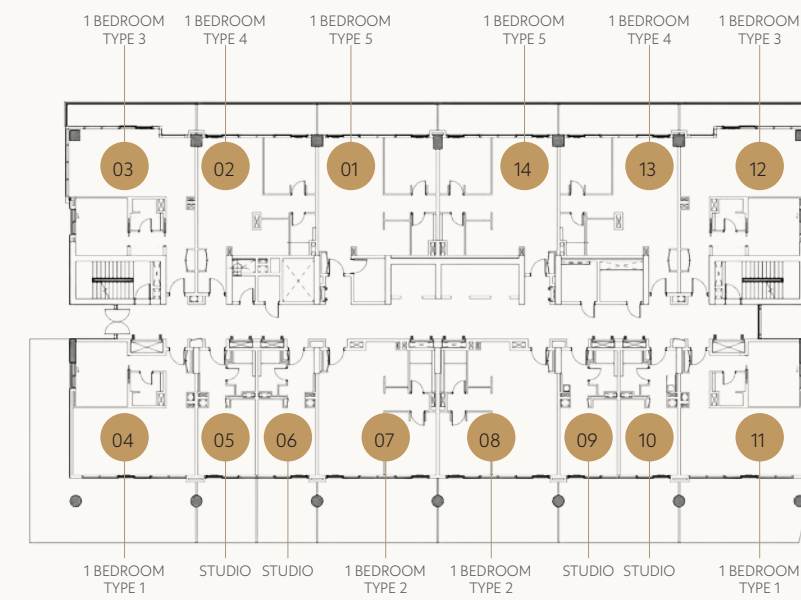 1 BEDROOM
TYPE 3
1 BEDROOM
TYPE 4
1 BEDROOM
TYPE 5
1 BEDROOM
TYPE 5
1 BEDROOM
TYPE 4
1 BEDROOM
TYPE 3
03
02
01
14
13
12
04
05
06
07
08
09
10
11
1 BEDROOM
TYPE 1
STUDIO
STUDIO
1 BEDROOM
TYPE 2
1 BEDROOM
TYPE 2
STUDIO
STUDIO
1 BEDROOM
TYPE 1